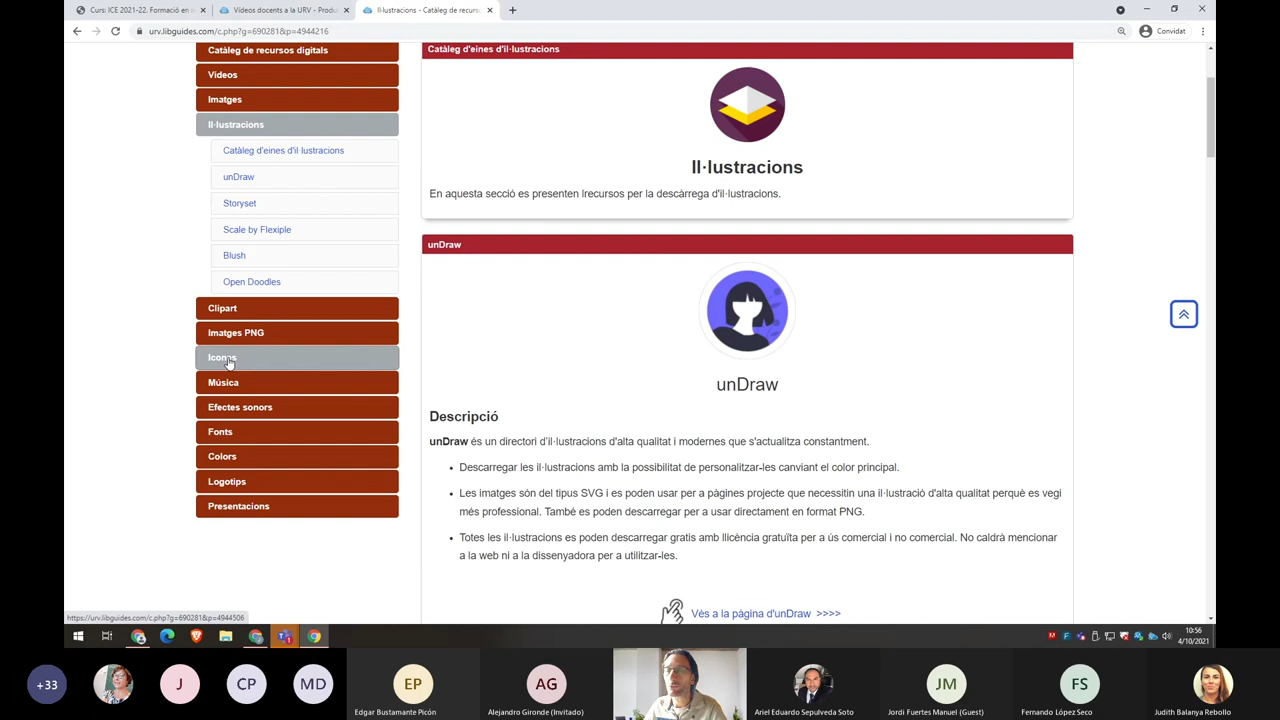 Curs: ICE 2021-22. Formació en
Vídeos docents a la URV - Produ
Il·lustracions - Catàleg de recurs
urv.libguides.com/c.php?g=690281&p=4944216
Convidat
Catàleg de recursos digitals
Videos
Imatges
Il·lustracions
Catàleg d'eines d'il·lustracions
unDraw
Storyset
Scale by Flexiple
Blush
Open Doodles
Clipart
Imatges PNG
Icones
Música
Efectes sonors
Fonts
Colors
Logotips
Presentacions
Catàleg d'eines d'il·lustracions
Il·lustracions
En aquesta secció es presenten lrecursos per la descàrrega d'il·lustracions.
unDraw
unDraw
Descripció
unDraw és un directori d'il·lustracions d'alta qualitat i modernes que s'actualitza constantment.
Descarregar les il·lustracions amb la possibilitat de personalitzar-les canviant el color principal.
Les imatges són del tipus SVG i es poden usar per a pàgines projecte que necessitin una il·lustració d'alta qualitat perquè es vegi
més professional. També es poden descarregar per a usar directament en format PNG.
Totes les il·lustracions es poden descarregar gratis amb llicència gratuïta per a ús comercial i no comercial. No caldrà mencionar
a la web ni a la dissenyadora per a utilitzar-les.
Vés a la pàgina d'unDraw >>>>
https://urv.libguides.com/c.php?g=690281&p=4944506
10:56
4/10/2021
+33
J
CP
MD
EP
AG
JM
FS
Edgar Bustamante Picón
Alejandro Gironde (Invitado)
Ariel Eduardo Sepulveda Soto
Jordi Fuertes Manuel (Guest)
Fernando López Seco
Judith Balanya Rebollo